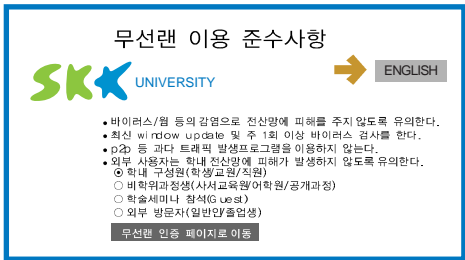 무선랜 이용 준수사항
SKK UNIVERSITY
ENGLISH
• 바이러스/웜 등의 감염으로 전산망에 피해를 주지 않도록 유의한다.
• 최신 window update 및 주 1회 이상 바이러스 검사를 한다.
• p2p 등 과다 트래픽 발생프로그램을 이용하지 않는다.
• 외부 사용자는 학내 전산망에 피해가 발생하지 않도록 유의한다.
학내 구성원(학생/교원/직원)
비학위과정생(사서교육원/어학원/공개과정)
학술세미나 참석(Guest)
외부 방문자(일반인/졸업생)
무선랜 인증 페이지로 이동